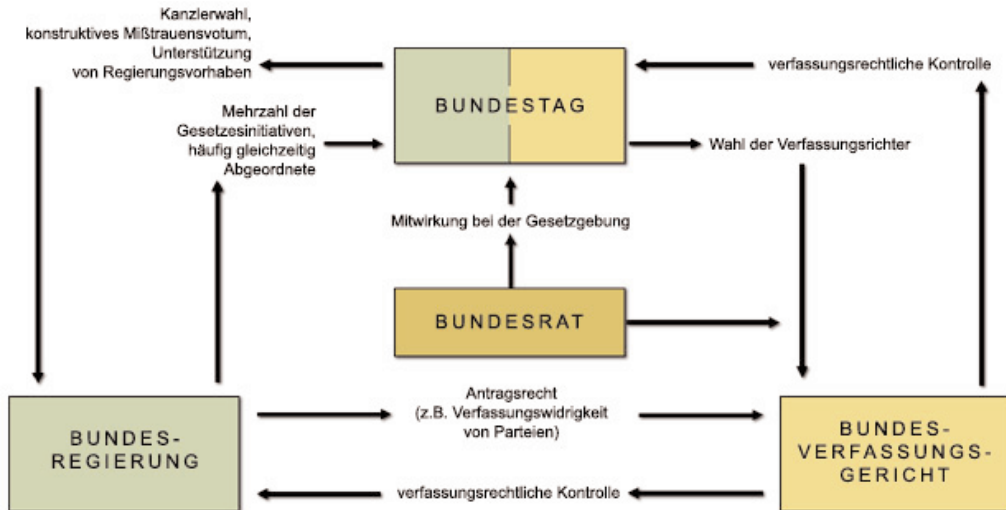 Kanzlerwahl,
konstruktives Mißtrauensvotum,
Unterstützung
von Regierungsvorhaben
BUNDESTAG
verfassungsrechtliche Kontrolle
Mehrzahl der
Gesetzesinitiativen,
häufig gleichzeitig
Abgeordnete
Wahl der Verfassungsrichter
Mitwirkung bei der Gesetzgebung
BUNDESRAT
BUNDES-
REGIERUNG
Antragsrecht
(z.B. Verfassungswidrigkeit
von Parteien)
BUNDES-
VERFASSUNGS-
GERICHT
verfassungsrechtliche Kontrolle